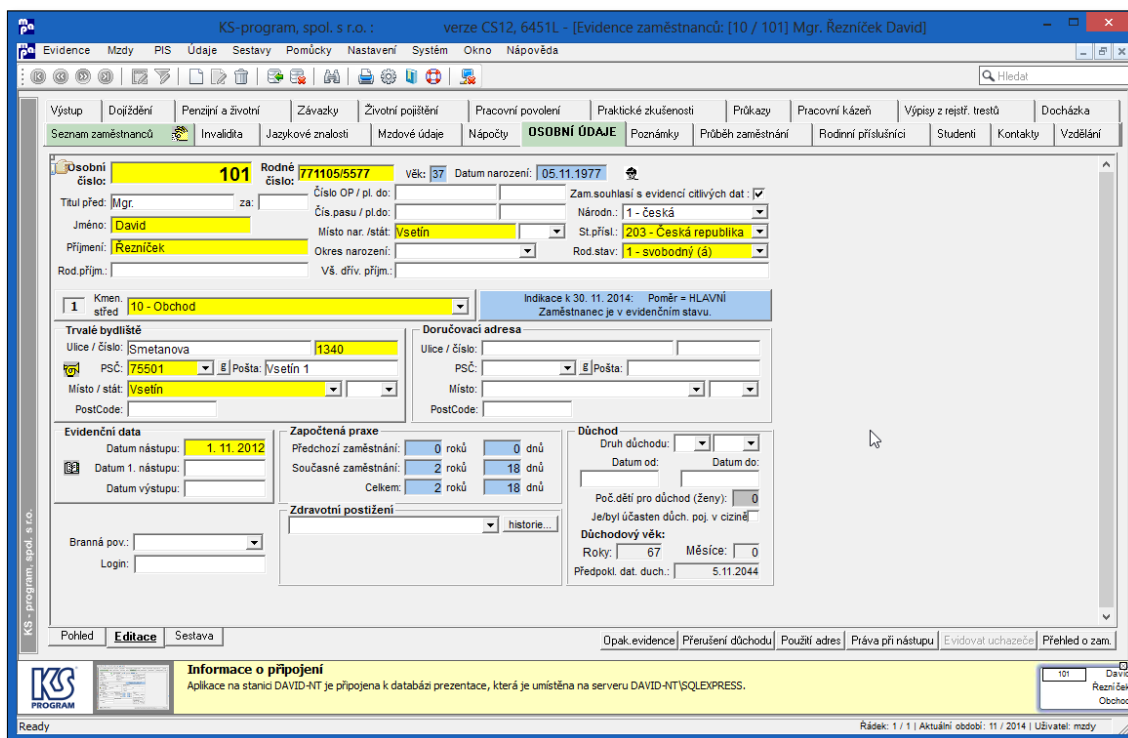 KS-program, spol. s r.o. : verze CS12, 6451L - [Evidence zaměstnanců: [10 / 101] Mgr. Řezníček David]
Evidence Mzdy PIS Údaje Sestavy Pomůcky Nastavení Systém Okno Nápověda
Hledat
Výstup Dojíždění Penzijní a životní Závazky Životní pojištění Pracovní povolení Praktické zkušenosti Průkazy Pracovní kázeň Výpisy z rejstř. trestů Docházka
Seznam zaměstnanců Invalidita Jazykové znalosti Mzdové údaje Nápočty OSOBNÍ ÚDAJE Poznámky Průběh zaměstnání Rodinní příslušníci Studenti Kontakty Vzdělání
Osobní číslo: 101 Rodné číslo: 771105/5577 Věk: 37 Datum narození: 05.11.1977
Číslo OP / pl. do: Zam.souhlasí s evidencí citlivých dat :
Titul před: Mgr. za: Čís.pasu / pl.do: Národn.: 1 - česká
Jméno: David Místo nar. /stát: Vsetín St.přísl.: 203 - Česká republika
Příjmení: Řezníček Okres narození: Rod.stav: 1 - svobodný (á)
Rod.příjm.: Vš. dřív. příjm.:
1 Kmen. střed 10 - Obchod
Indikace k 30. 11. 2014: Poměr = HLAVNÍ
Zaměstnanec je v evidenčním stavu.
Trvalé bydliště
Ulice / číslo: Smetanova 1340
PSČ: 75501 g Pošta: Vsetín 1
Místo / stát: Vsetín
PostCode:
Doručovací adresa
Ulice / číslo:
PSČ: g Pošta:
Místo:
PostCode:
Evidenční data
Datum nástupu: 1. 11. 2012
Datum 1. nástupu:
Datum výstupu:
Započtená praxe
Předchozí zaměstnání: 0 roků 0 dnů
Současné zaměstnání: 2 roků 18 dnů
Celkem: 2 roků 18 dnů
Zdravotní postižení
historie...
Důchod
Druh důchodu:
Datum od: Datum do:
Poč.dětí pro důchod (ženy): 0
Je/byl účasten důch. poj. v cizině
Důchodový věk:
Roky: 67 Měsíce: 0
Předpokl. dat. duch.: 5.11.2044
Branná pov.:
Login:
KS - program, spol. s r.o.
Pohled Editace Sestava
Opak.evidence Přerušení důchodu Použití adres Práva při nástupu Evidovat uchazeče Přehled o zam.
KS PROGRAM
Informace o připojení
Aplikace na stanici DAVID-NT je připojena k databázi prezentace, která je umístěna na serveru DAVID-NT\SQLEXPRESS.
101 David
Řezníček
Obchod
Ready Řádek: 1 / 1 | Aktuální období: 11 / 2014 | Uživatel: mzdy